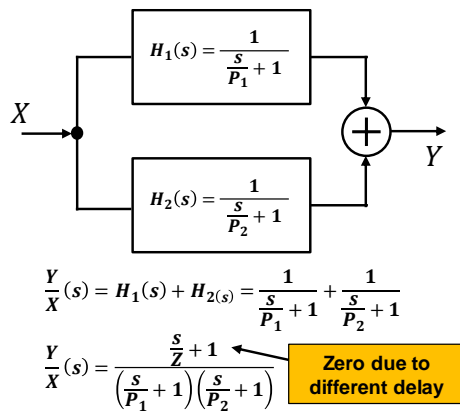 H₁(s) = 1 / (s/P₁ + 1)
X
+
Y
H₂(s) = 1 / (s/P₂ + 1)
Y/X (s) = H₁(s) + H₂₍ₛ₎ = 1 / (s/P₁ + 1) + 1 / (s/P₂ + 1)
Y/X (s) = (s/Z + 1) / ((s/P₁ + 1) (s/P₂ + 1))
Zero due to
different delay